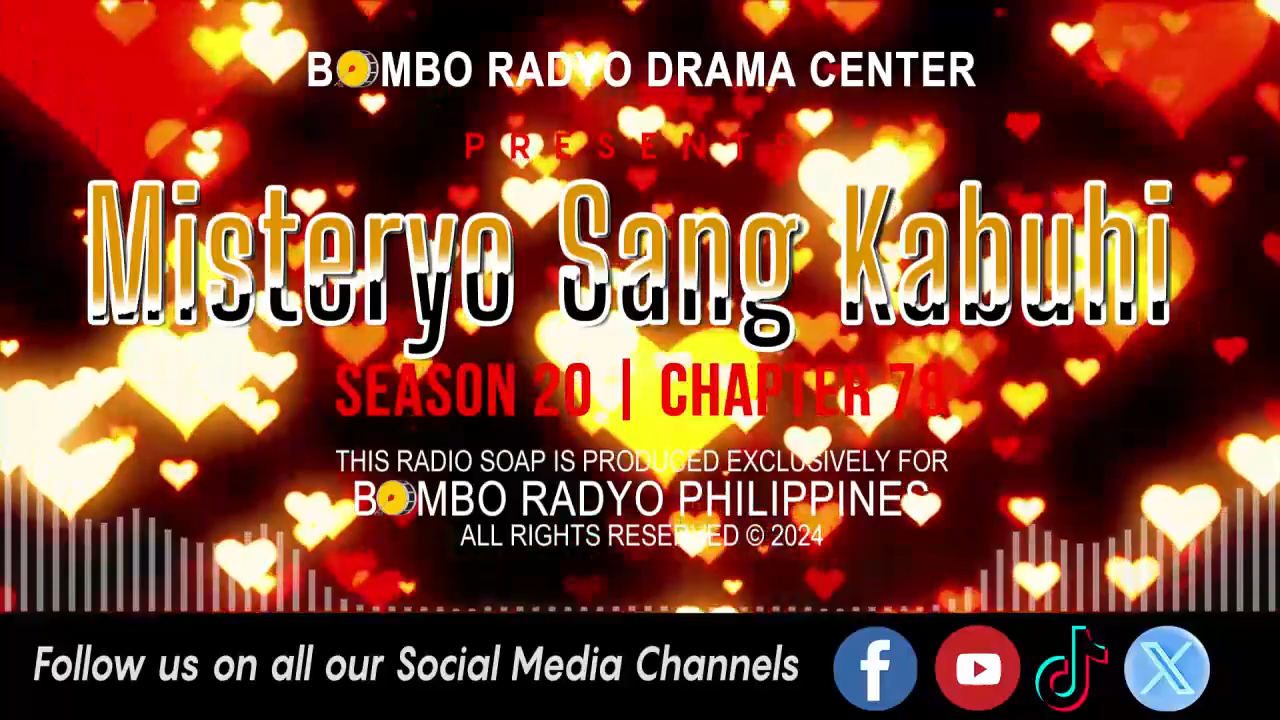 BOMBO RADYO DRAMA CENTER
PRESENTS
Misteryo Sang Kabuhi
SEASON 20 | CHAPTER 78
THIS RADIO SOAP IS PRODUCED EXCLUSIVELY FOR
BOMBO RADYO PHILIPPINES
ALL RIGHTS RESERVED © 2024
Follow us on all our Social Media Channels